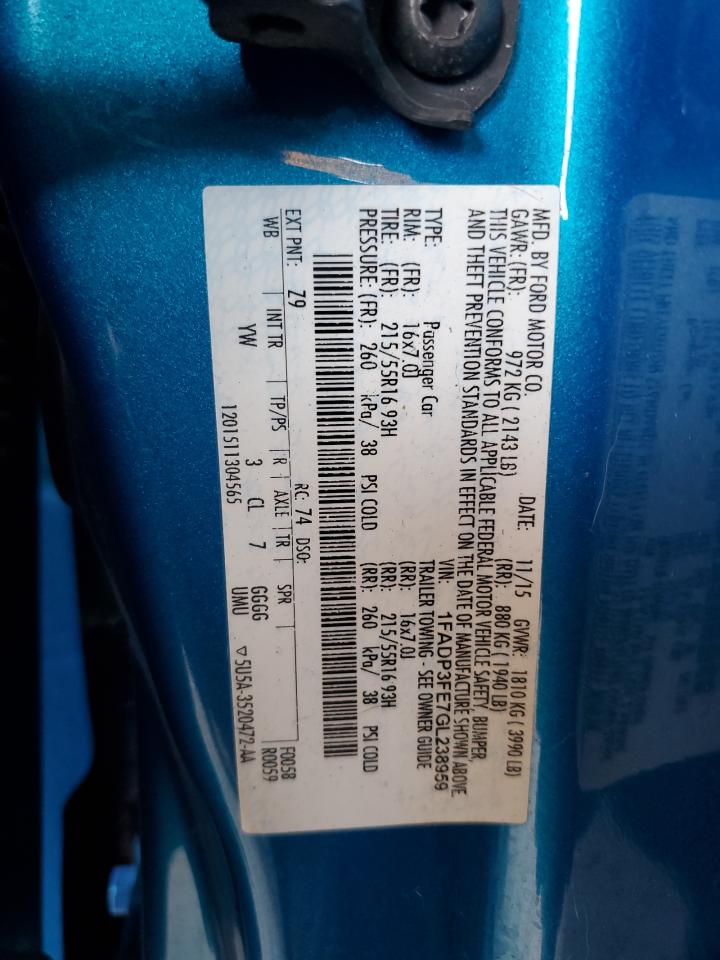 MFD. BY FORD MOTOR CO.
DATE: 11/15 GVWR: 1810 KG ( 3990 LB)
GAWR: (FR): 972 KG ( 2143 LB) (RR): 880 KG ( 1940 LB)
THIS VEHICLE CONFORMS TO ALL APPLICABLE FEDERAL MOTOR VEHICLE SAFETY, BUMPER,
AND THEFT PREVENTION STANDARDS IN EFFECT ON THE DATE OF MANUFACTURE SHOWN ABOVE
VIN: 1FADP3FE7GL238959
TYPE: Passenger Car TRAILER TOWING - SEE OWNER GUIDE
RIM: (FR): 16x7.0J (RR): 16x7.0J
TIRE: (FR): 215/55R16 93H (RR): 215/55R16 93H
PRESSURE: (FR): 260 kPa/ 38 PSI COLD (RR): 260 kPa/ 38 PSI COLD
RC: 74 DSO:
EXT PNT: Z9 F0058
WB INT TR TP/PS R AXLE TR SPR R0059
YW 3 CL 7 GGGG
1201511304565 UMU ▽ 5U5A-3520472-AA